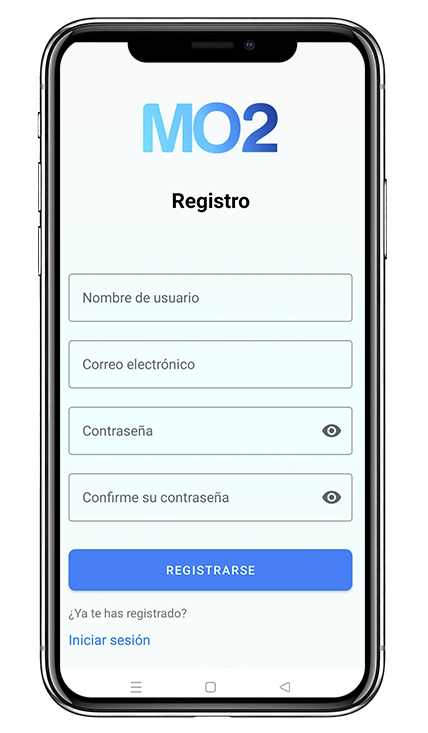 MO2
Registro
Nombre de usuario
Correo electrónico
Contraseña
Confirme su contraseña
REGISTRARSE
¿Ya te has registrado?
Iniciar sesión